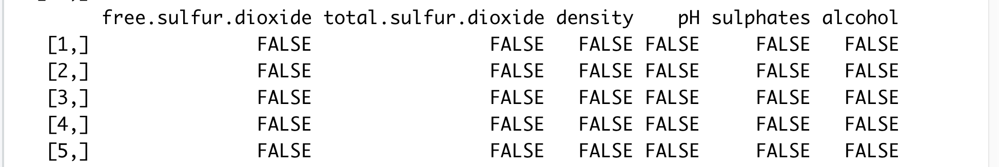 free.sulfur.dioxide total.sulfur.dioxide density pH sulphates alcohol
[1,] FALSE FALSE FALSE FALSE FALSE FALSE
[2,] FALSE FALSE FALSE FALSE FALSE FALSE
[3,] FALSE FALSE FALSE FALSE FALSE FALSE
[4,] FALSE FALSE FALSE FALSE FALSE FALSE
[5,] FALSE FALSE FALSE FALSE FALSE FALSE